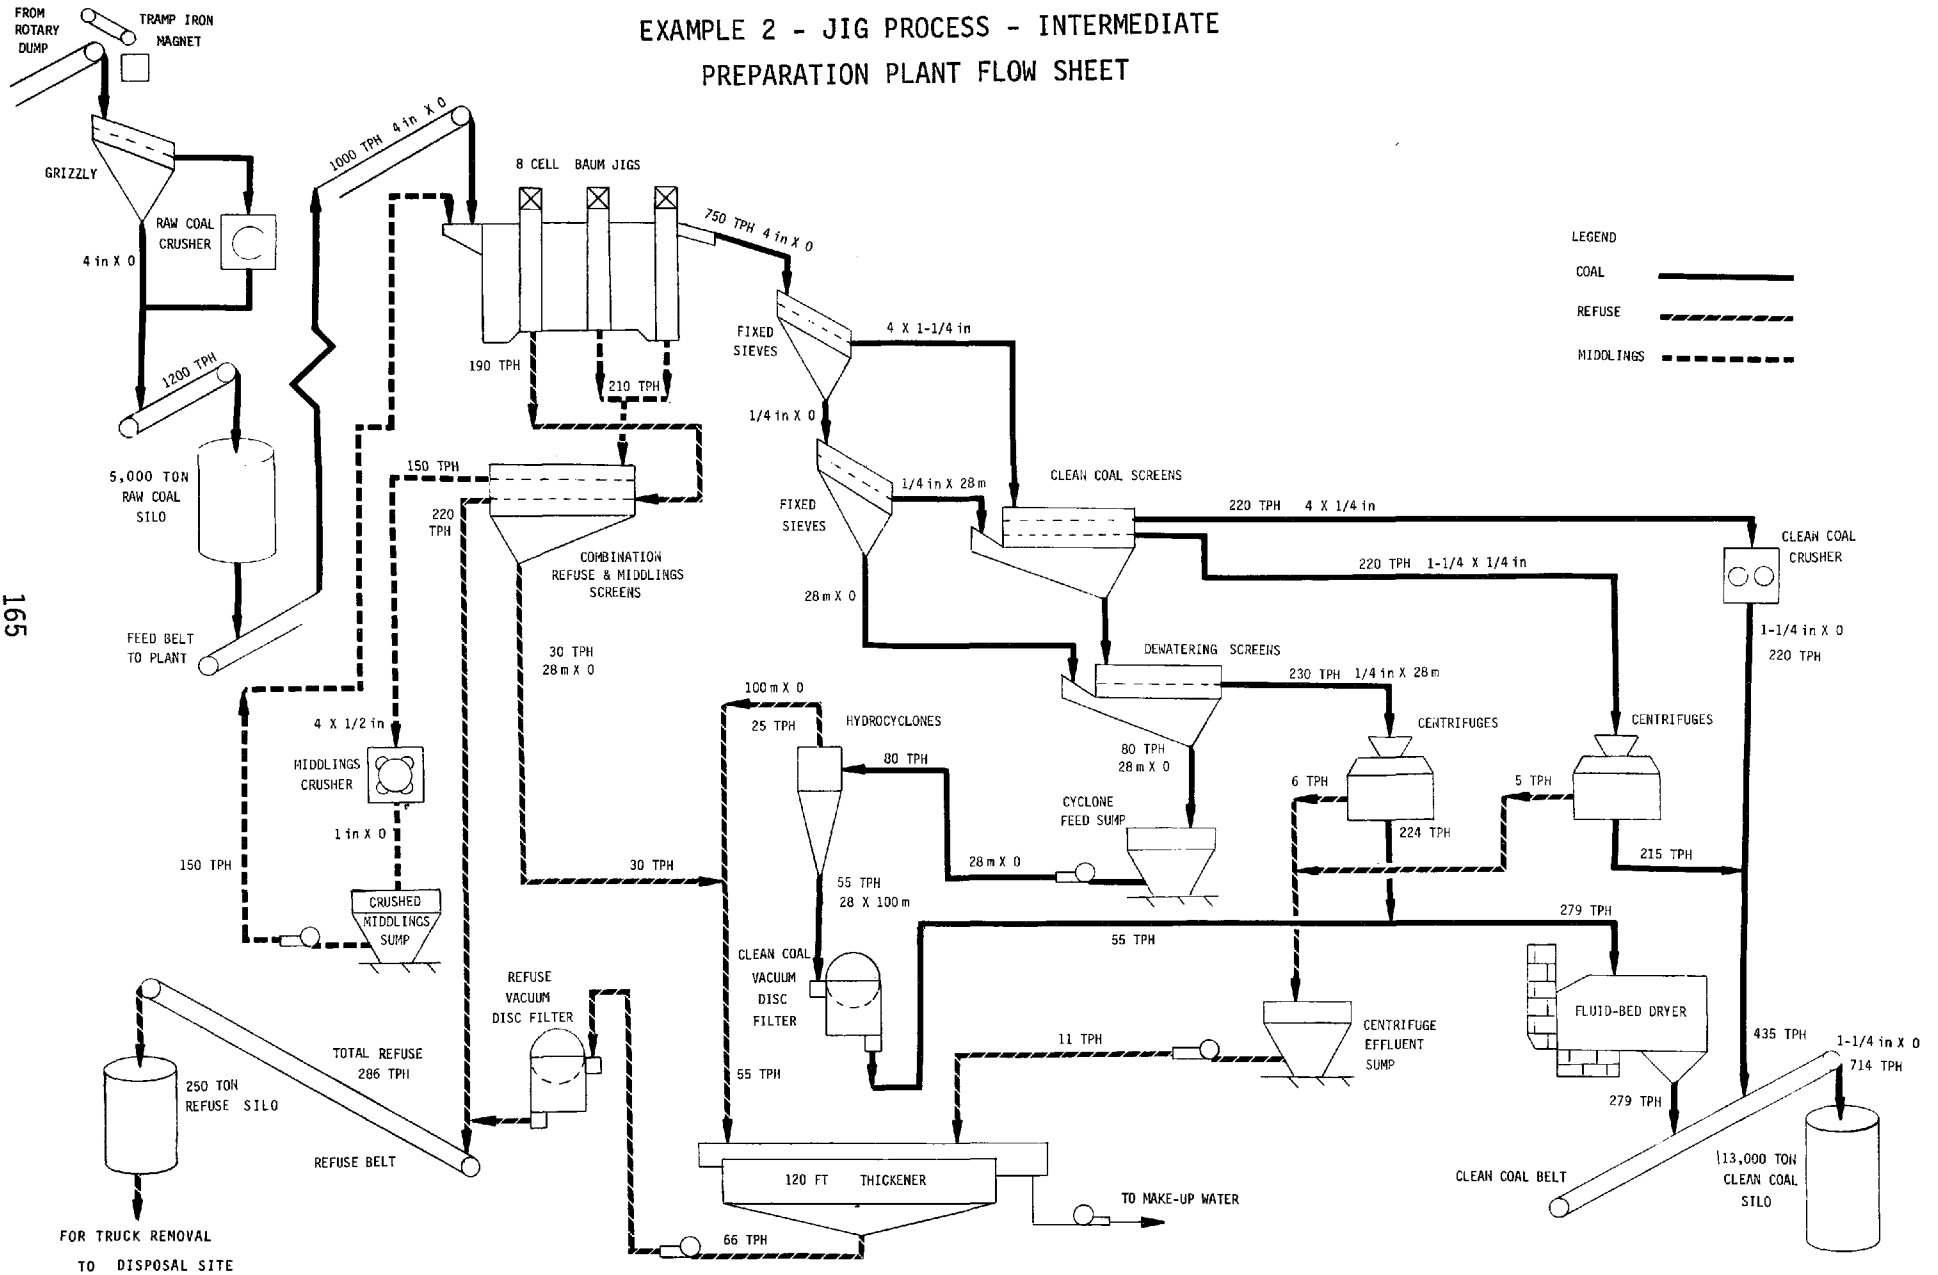 EXAMPLE 2 - JIG PROCESS - INTERMEDIATE
PREPARATION PLANT FLOW SHEET
FROM
ROTARY
DUMP
TRAMP IRON
MAGNET
GRIZZLY
RAW COAL
CRUSHER
4 in X 0
1200 TPH
5,000 TON
RAW COAL
SILO
FEED BELT
TO PLANT
1000 TPH 4 in X 0
8 CELL BAUM JIGS
750 TPH 4 in X 0
190 TPH
210 TPH
150 TPH
220
TPH
COMBINATION
REFUSE & MIDDLINGS
SCREENS
30 TPH
28 m X 0
4 X 1/2 in
MIDDLINGS
CRUSHER
1 in X 0
150 TPH
CRUSHED
MIDDLINGS
SUMP
FIXED
SIEVES
4 X 1-1/4 in
1/4 in X 0
FIXED
SIEVES
1/4 in X 28 m
28 m X 0
CLEAN COAL SCREENS
220 TPH 4 X 1/4 in
220 TPH 1-1/4 X 1/4 in
CLEAN COAL
CRUSHER
1-1/4 in X 0
220 TPH
LEGEND
COAL
REFUSE
MIDDLINGS
DEWATERING SCREENS
230 TPH 1/4 in X 28 m
80 TPH
28 m X 0
CENTRIFUGES
CENTRIFUGES
6 TPH
5 TPH
224 TPH
215 TPH
100 m X 0
25 TPH
HYDROCYCLONES
80 TPH
CYCLONE
FEED SUMP
28 m X 0
30 TPH
55 TPH
28 X 100 m
279 TPH
55 TPH
CLEAN COAL
VACUUM
DISC
FILTER
REFUSE
VACUUM
DISC FILTER
FLUID-BED DRYER
279 TPH
435 TPH
1-1/4 in X 0
714 TPH
CENTRIFUGE
EFFLUENT
SUMP
11 TPH
55 TPH
TOTAL REFUSE
286 TPH
250 TON
REFUSE SILO
REFUSE BELT
120 FT THICKENER
66 TPH
TO MAKE-UP WATER
CLEAN COAL BELT
13,000 TON
CLEAN COAL
SILO
FOR TRUCK REMOVAL
TO DISPOSAL SITE
165